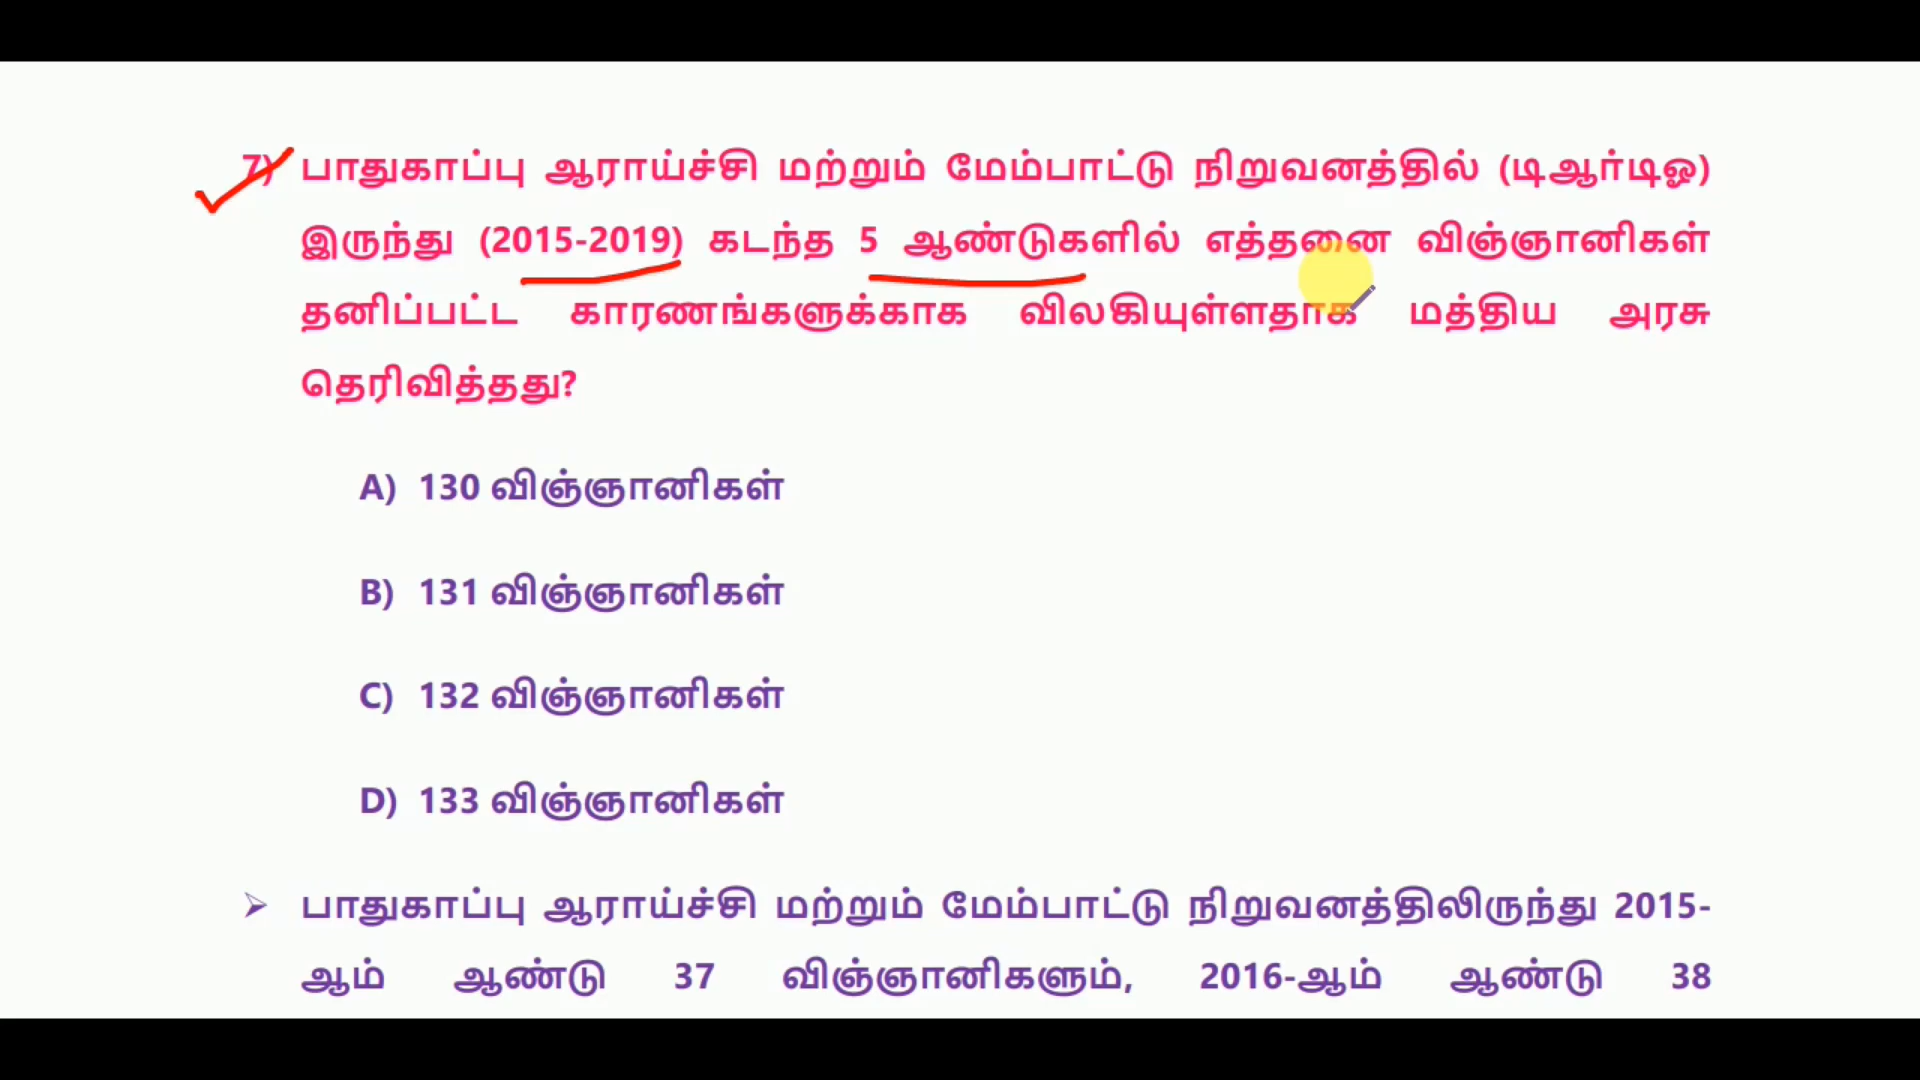 7) பாதுகாப்பு ஆராய்ச்சி மற்றும் மேம்பாட்டு நிறுவனத்தில் (டிஆர்டிஓ)
இருந்து (2015-2019) கடந்த 5 ஆண்டுகளில் எத்தனை விஞ்ஞானிகள்
தனிப்பட்ட காரணங்களுக்காக விலகியுள்ளதாக மத்திய அரசு
தெரிவித்தது?
A) 130 விஞ்ஞானிகள்
B) 131 விஞ்ஞானிகள்
C) 132 விஞ்ஞானிகள்
D) 133 விஞ்ஞானிகள்
➢ பாதுகாப்பு ஆராய்ச்சி மற்றும் மேம்பாட்டு நிறுவனத்திலிருந்து 2015-
ஆம் ஆண்டு 37 விஞ்ஞானிகளும், 2016-ஆம் ஆண்டு 38